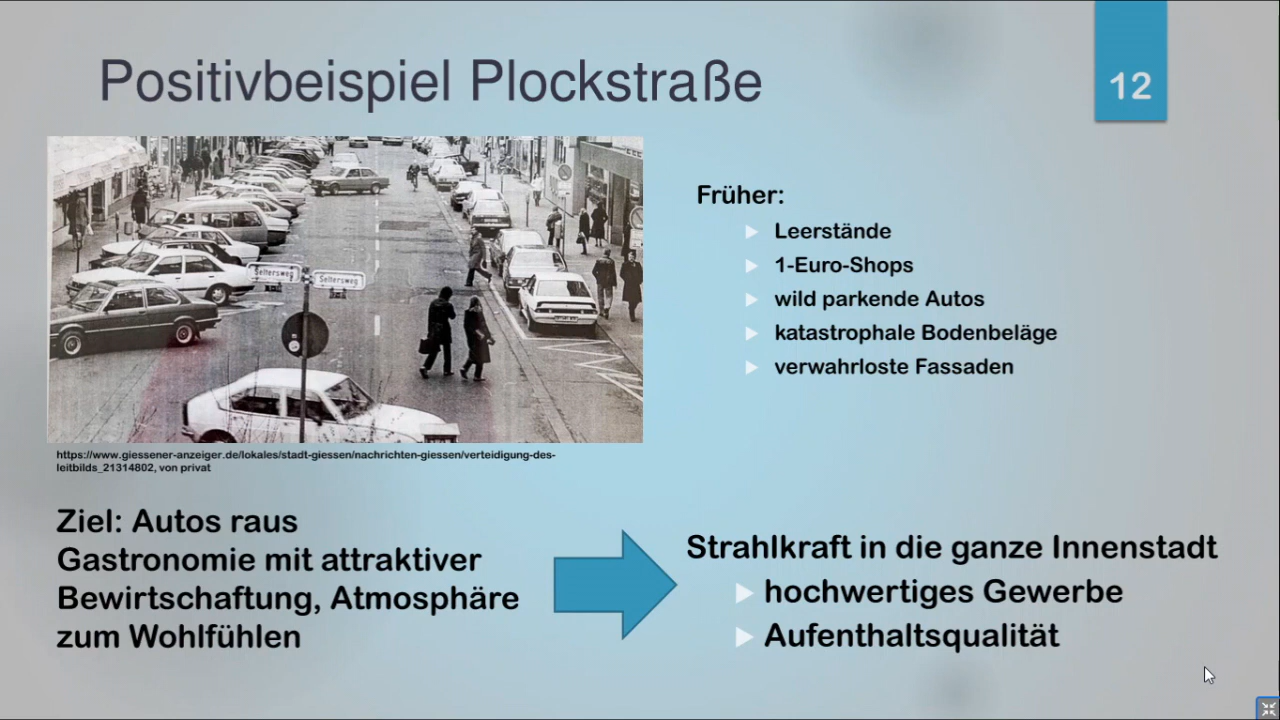 Positivbeispiel Plockstraße
12
Seltersweg
Seltersweg
https://www.giessener-anzeiger.de/lokales/stadt-giessen/nachrichten-giessen/verteidigung-des-
leitbilds_21314802, von privat
Früher:
Leerstände
1-Euro-Shops
wild parkende Autos
katastrophale Bodenbeläge
verwahrloste Fassaden
Ziel: Autos raus
Gastronomie mit attraktiver
Bewirtschaftung, Atmosphäre
zum Wohlfühlen
Strahlkraft in die ganze Innenstadt
hochwertiges Gewerbe
Aufenthaltsqualität